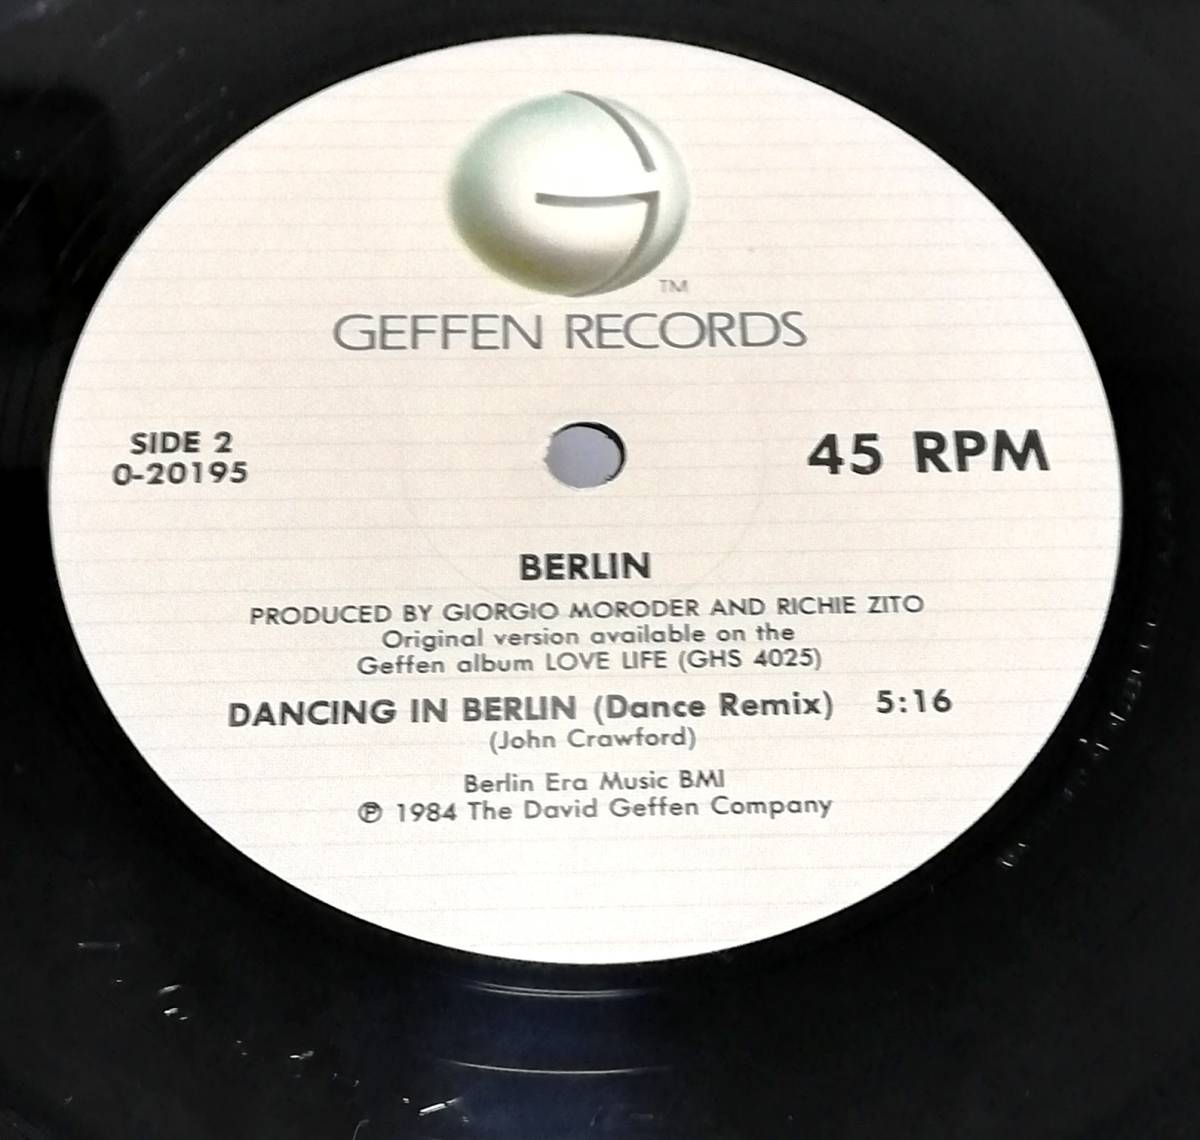 TM
GEFFEN RECORDS
SIDE 2
0-20195
45 RPM
BERLIN
PRODUCED BY GIORGIO MORODER AND RICHIE ZITO
Original version available on the
Geffen album LOVE LIFE (GHS 4025)
DANCING IN BERLIN (Dance Remix) 5:16
(John Crawford)
Berlin Era Music BMI
℗ 1984 The David Geffen Company